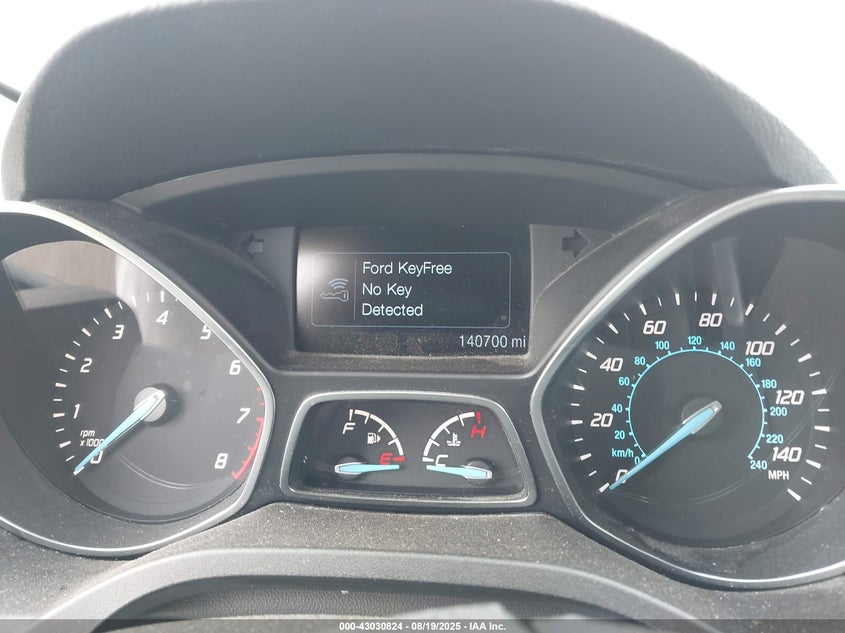 Ford KeyFree
No Key
Detected
140700 mi
0 1 2 3 4 5 6 7 8
rpm
x1000
F E
C H
0 20 40 60 80 100 120 140
km/h 20 40 60 80 100 120 140 160 180 200 220 240
MPH
000-43030824 - 08/19/2025 - IAA Inc.